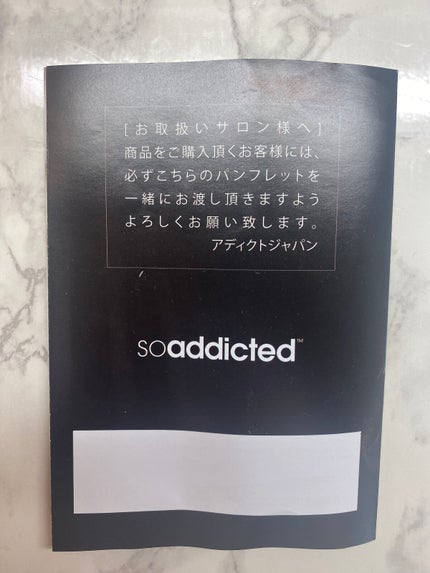 [お取扱いサロン様へ]
商品をご購入頂くお客様には、
必ずこちらのパンフレットを
一緒にお渡し頂きますよう
よろしくお願い致します。
アディクトジャパン
soaddicted™